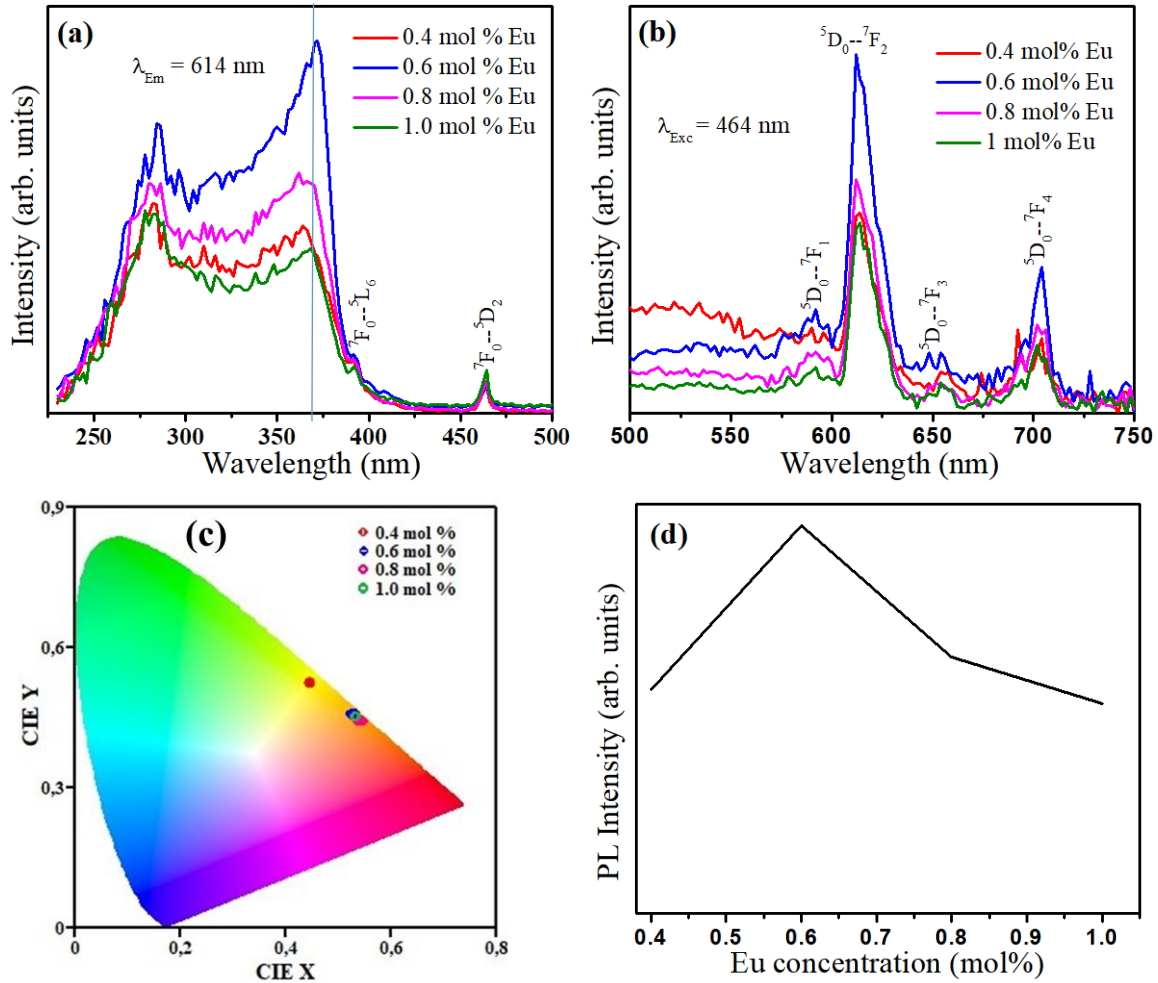 (a)
λEm = 614 nm
0.4 mol % Eu
0.6 mol % Eu
0.8 mol % Eu
1.0 mol % Eu
⁷F₀--⁵L₆
⁷F₀--⁵D₂
Intensity (arb. units)
250 300 350 400 450 500
Wavelength (nm)
(b)
λExc = 464 nm
⁵D₀--⁷F₂
0.4 mol% Eu
0.6 mol% Eu
0.8 mol% Eu
1 mol% Eu
⁵D₀--⁷F₁
⁵D₀--⁷F₃
⁵D₀--⁷F₄
Intensity (arb. units)
500 550 600 650 700 750
Wavelength (nm)
(c)
0.4 mol %
0.6 mol %
0.8 mol %
1.0 mol %
0,9
0,6
0,3
0
CIE Y
0 0,2 0,4 0,6 0,8
CIE X
(d)
PL Intensity (arb. units)
0.4 0.5 0.6 0.7 0.8 0.9 1.0
Eu concentration (mol%)